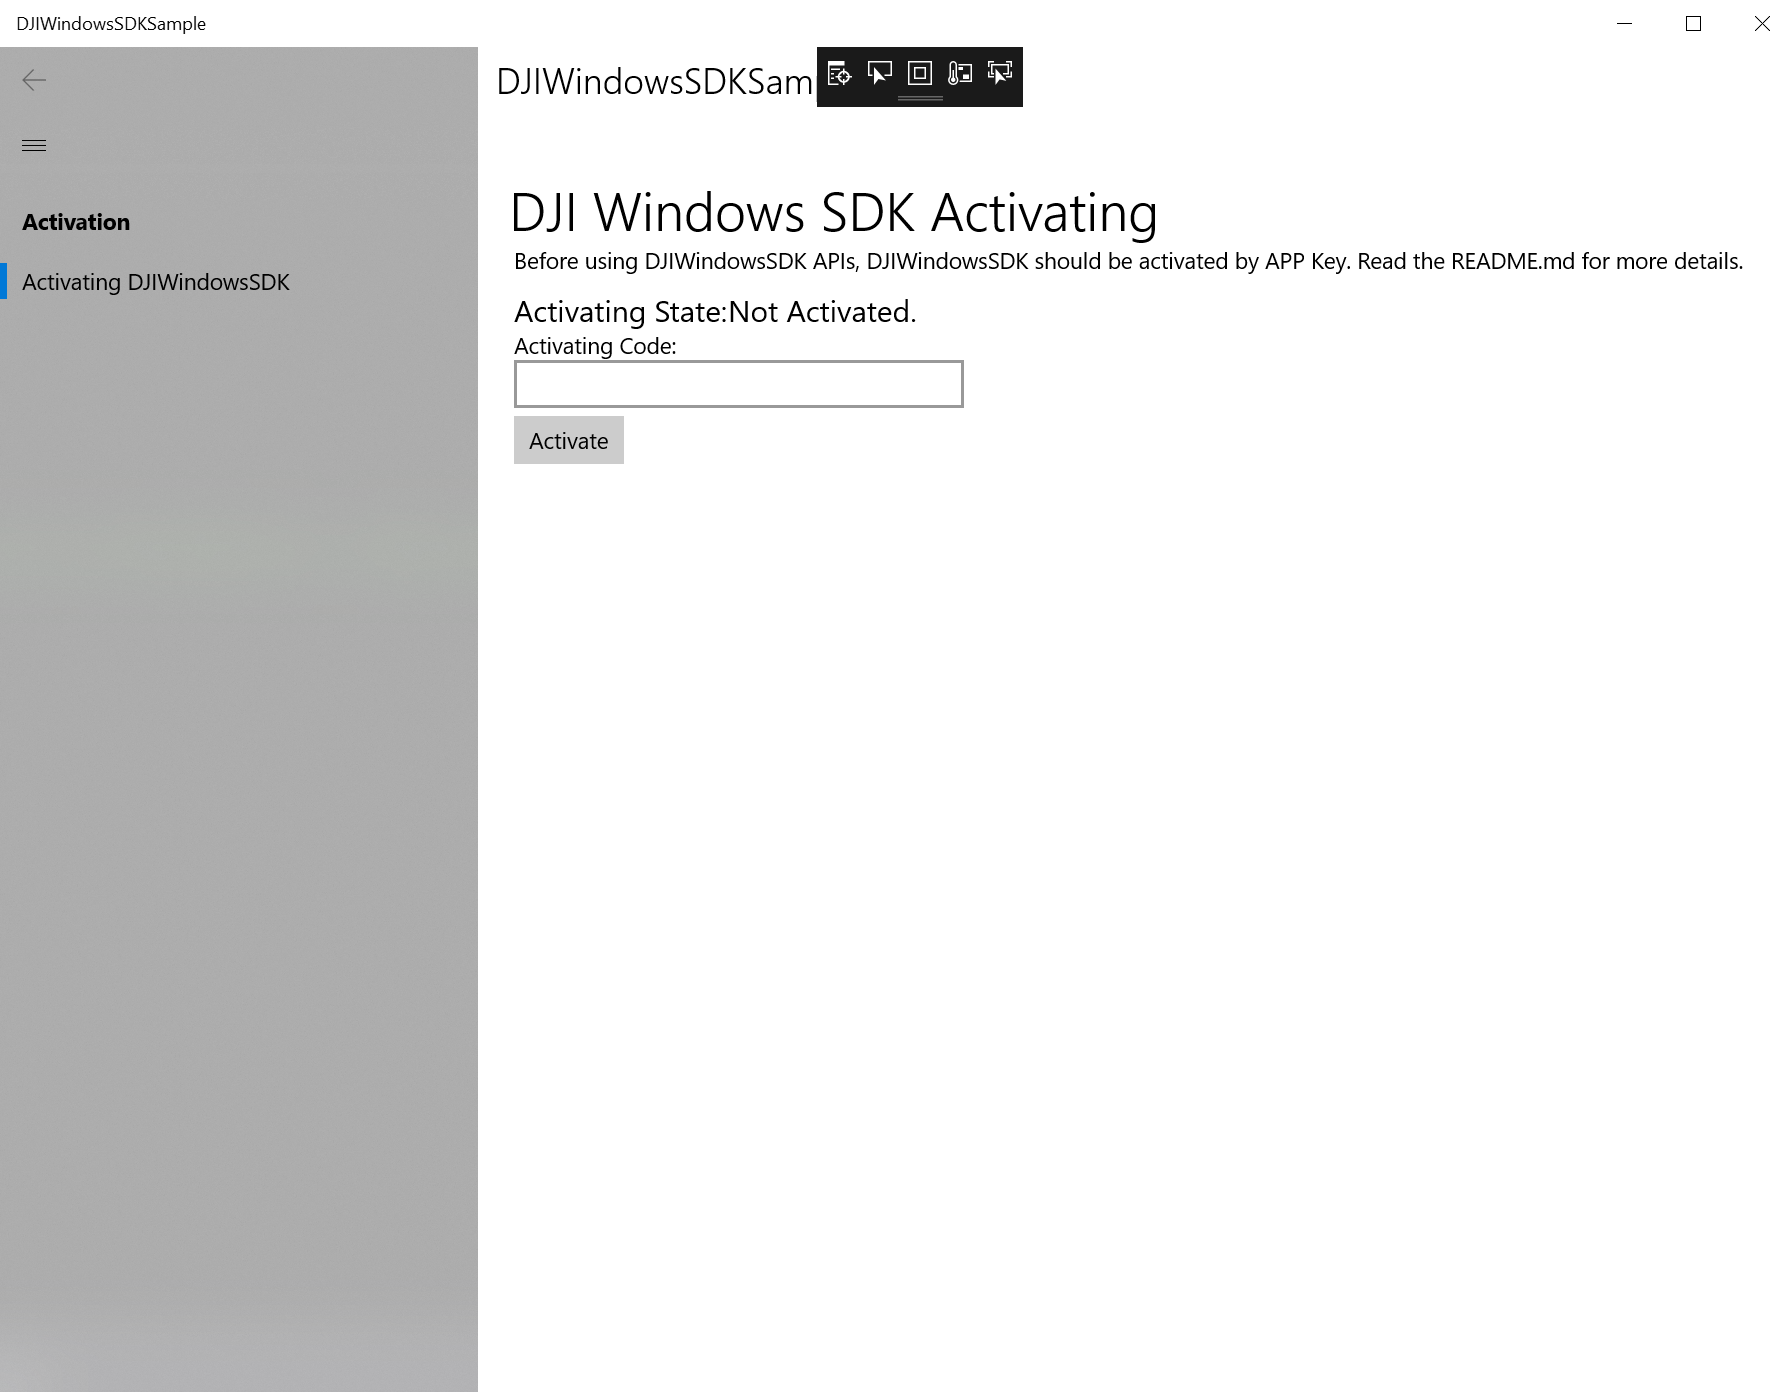 DJIWindowsSDKSample
DJIWindowsSDKSam
Activation
Activating DJIWindowsSDK
DJI Windows SDK Activating
Before using DJIWindowsSDK APIs, DJIWindowsSDK should be activated by APP Key. Read the README.md for more details.
Activating State:Not Activated.
Activating Code:
Activate